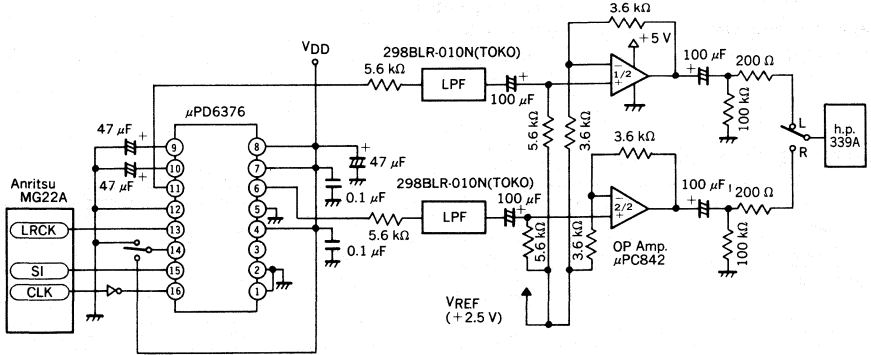 3.6 kΩ
+5 V
VDD
298BLR-010N(TOKO)
100 μF
+
200 Ω
5.6 kΩ
LPF
+
100 μF
−
1/2
+
μPD6376
5.6 kΩ
3.6 kΩ
100 kΩ
L
h.p.
339A
R
47 μF
+
9
8
+
47 μF
3.6 kΩ
10
7
47 μF
+
11
6
0.1 μF
298BLR-010N(TOKO)
100 μF
+
100 μF
+
200 Ω
Anritsu
MG22A
12
5
LPF
−
2/2
+
LRCK
13
4
5.6 kΩ
5.6 kΩ
3.6 kΩ
100 kΩ
14
3
0.1 μF
OP Amp.
μPC842
SI
15
2
CLK
16
1
VREF
(+2.5 V)